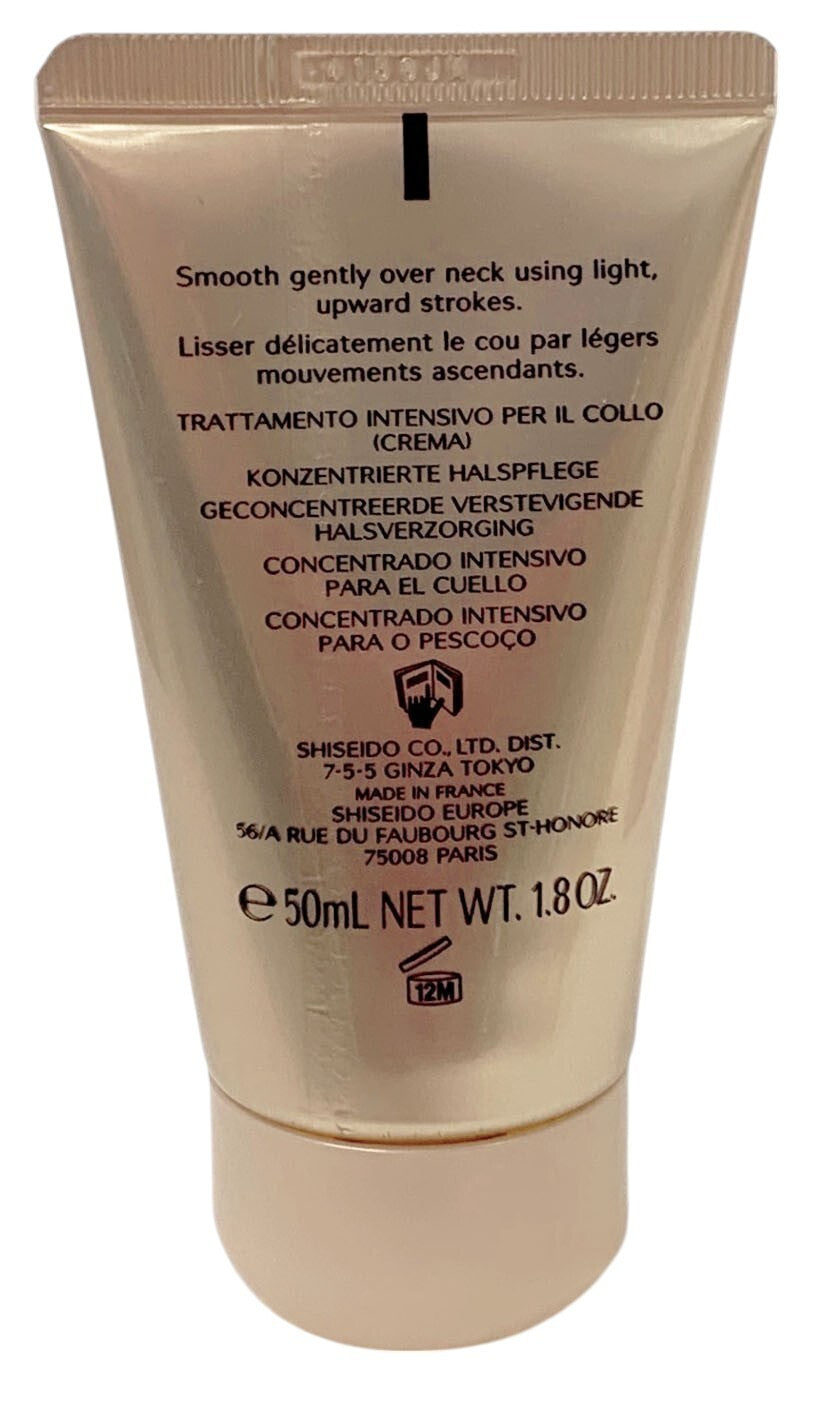 Smooth gently over neck using light,
upward strokes.
Lisser délicatement le cou par légers
mouvements ascendants.
TRATTAMENTO INTENSIVO PER IL COLLO
(CREMA)
KONZENTRIERTE HALSPFLEGE
GECONCENTREERDE VERSTEVIGENDE
HALSVERZORGING
CONCENTRADO INTENSIVO
PARA EL CUELLO
CONCENTRADO INTENSIVO
PARA O PESCOÇO
SHISEIDO CO., LTD. DIST.
7-5-5 GINZA TOKYO
MADE IN FRANCE
SHISEIDO EUROPE
56/A RUE DU FAUBOURG ST-HONORE
75008 PARIS
℮50mL NET WT. 1.8 OZ.
12M